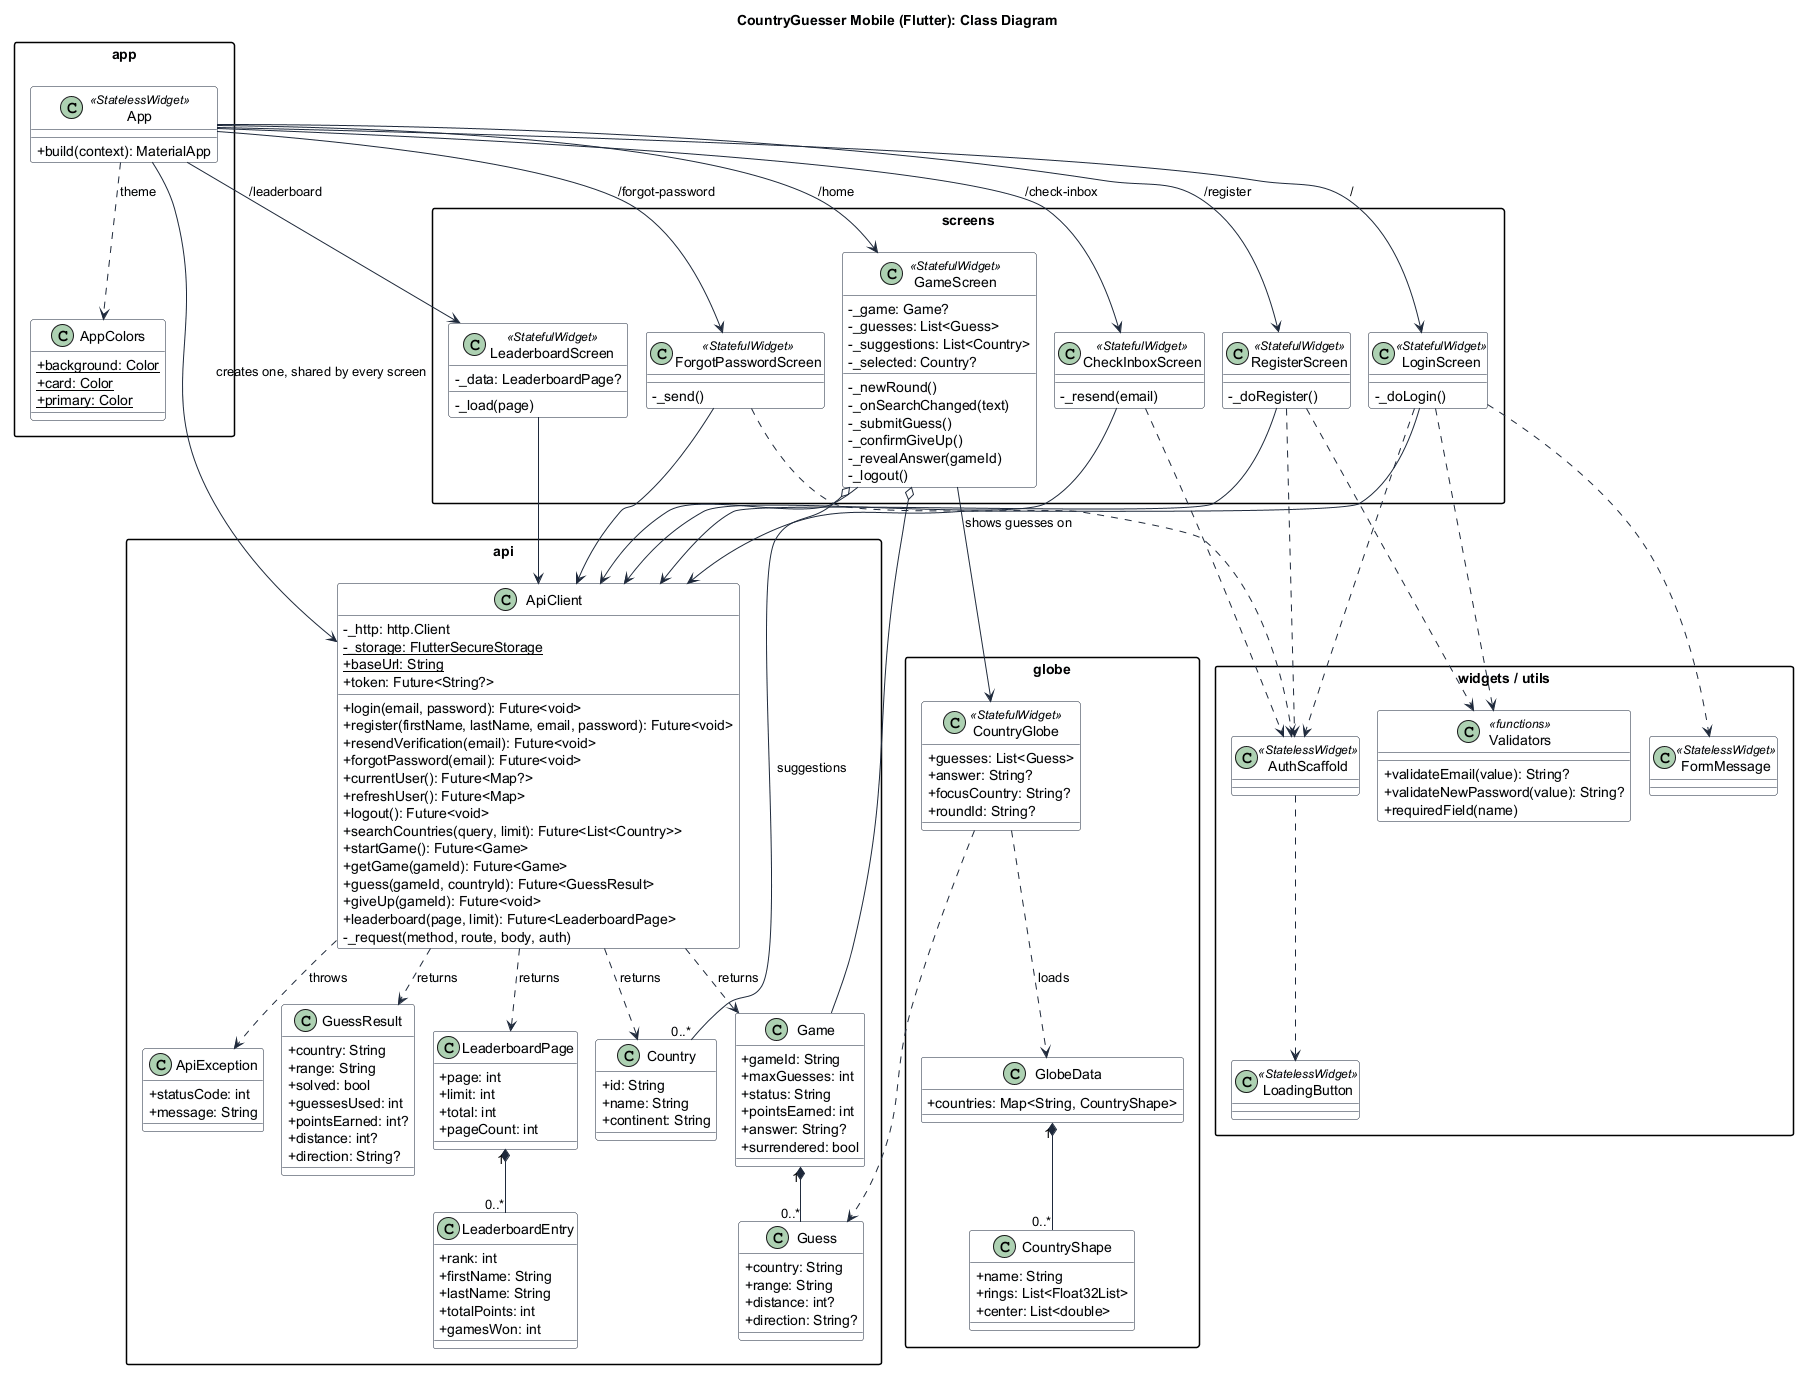 CountryGuesser Mobile (Flutter): Class Diagram
app
C
«StatelessWidget»
App
+build(context): MaterialApp
theme
/leaderboard
/forgot-password
/home
/check-inbox
/register
/
C
AppColors
+background: Color
+card: Color
+primary: Color
creates one, shared by every screen
screens
C
«StatefulWidget»
LeaderboardScreen
-_data: LeaderboardPage?
-_load(page)
C
«StatefulWidget»
ForgotPasswordScreen
-_send()
C
«StatefulWidget»
GameScreen
-_game: Game?
-_guesses: List<Guess>
-_suggestions: List<Country>
-_selected: Country?
-_newRound()
-_onSearchChanged(text)
-_submitGuess()
-_confirmGiveUp()
-_revealAnswer(gameId)
-_logout()
C
«StatefulWidget»
CheckInboxScreen
-_resend(email)
C
«StatefulWidget»
RegisterScreen
-_doRegister()
C
«StatefulWidget»
LoginScreen
-_doLogin()
shows guesses on
api
C
ApiClient
-_http: http.Client
-_storage: FlutterSecureStorage
+baseUrl: String
+token: Future<String?>
+login(email, password): Future<void>
+register(firstName, lastName, email, password): Future<void>
+resendVerification(email): Future<void>
+forgotPassword(email): Future<void>
+currentUser(): Future<Map?>
+refreshUser(): Future<Map>
+logout(): Future<void>
+searchCountries(query, limit): Future<List<Country>>
+startGame(): Future<Game>
+getGame(gameId): Future<Game>
+guess(gameId, countryId): Future<GuessResult>
+giveUp(gameId): Future<void>
+leaderboard(page, limit): Future<LeaderboardPage>
-_request(method, route, body, auth)
suggestions
throws
returns
returns
returns
returns
C
ApiException
+statusCode: int
+message: String
C
GuessResult
+country: String
+range: String
+solved: bool
+guessesUsed: int
+pointsEarned: int?
+distance: int?
+direction: String?
C
LeaderboardPage
+page: int
+limit: int
+total: int
+pageCount: int
1
0..*
C
LeaderboardEntry
+rank: int
+firstName: String
+lastName: String
+totalPoints: int
+gamesWon: int
0..*
C
Country
+id: String
+name: String
+continent: String
C
Game
+gameId: String
+maxGuesses: int
+status: String
+pointsEarned: int
+answer: String?
+surrendered: bool
1
0..*
C
Guess
+country: String
+range: String
+distance: int?
+direction: String?
globe
C
«StatefulWidget»
CountryGlobe
+guesses: List<Guess>
+answer: String?
+focusCountry: String?
+roundId: String?
loads
C
GlobeData
+countries: Map<String, CountryShape>
1
0..*
C
CountryShape
+name: String
+rings: List<Float32List>
+center: List<double>
widgets / utils
C
«StatelessWidget»
AuthScaffold
C
«functions»
Validators
+validateEmail(value): String?
+validateNewPassword(value): String?
+requiredField(name)
C
«StatelessWidget»
FormMessage
C
«StatelessWidget»
LoadingButton